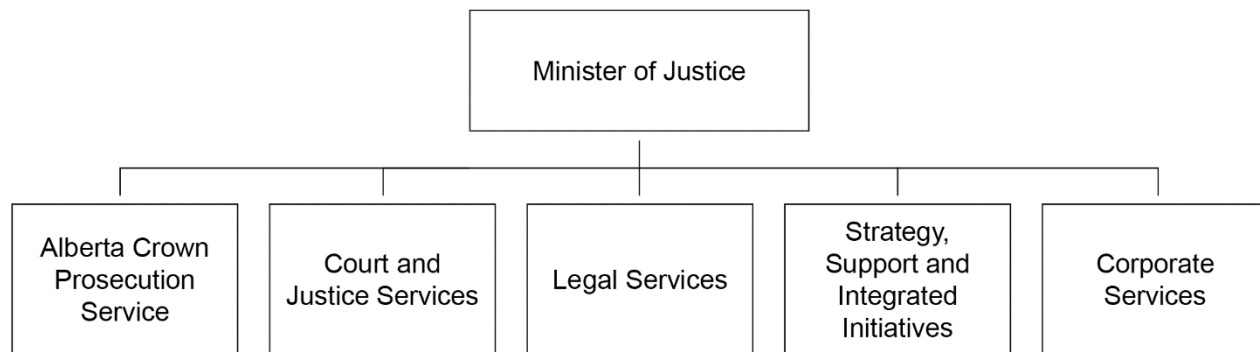 Minister of Justice
Alberta Crown
Prosecution
Service
Court and
Justice Services
Legal Services
Strategy,
Support and
Integrated
Initiatives
Corporate
Services